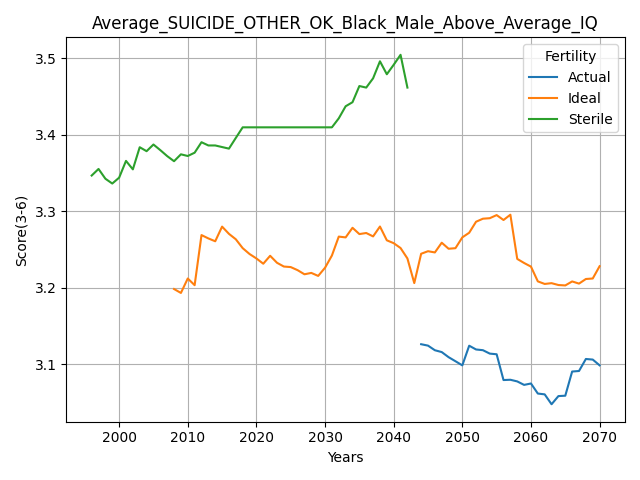 Average_SUICIDE_OTHER_OK_Black_Male_Above_Average_IQ
Fertility
Actual
Ideal
Sterile
Score(3-6)
3.5
3.4
3.3
3.2
3.1
2000 2010 2020 2030 2040 2050 2060 2070
Years